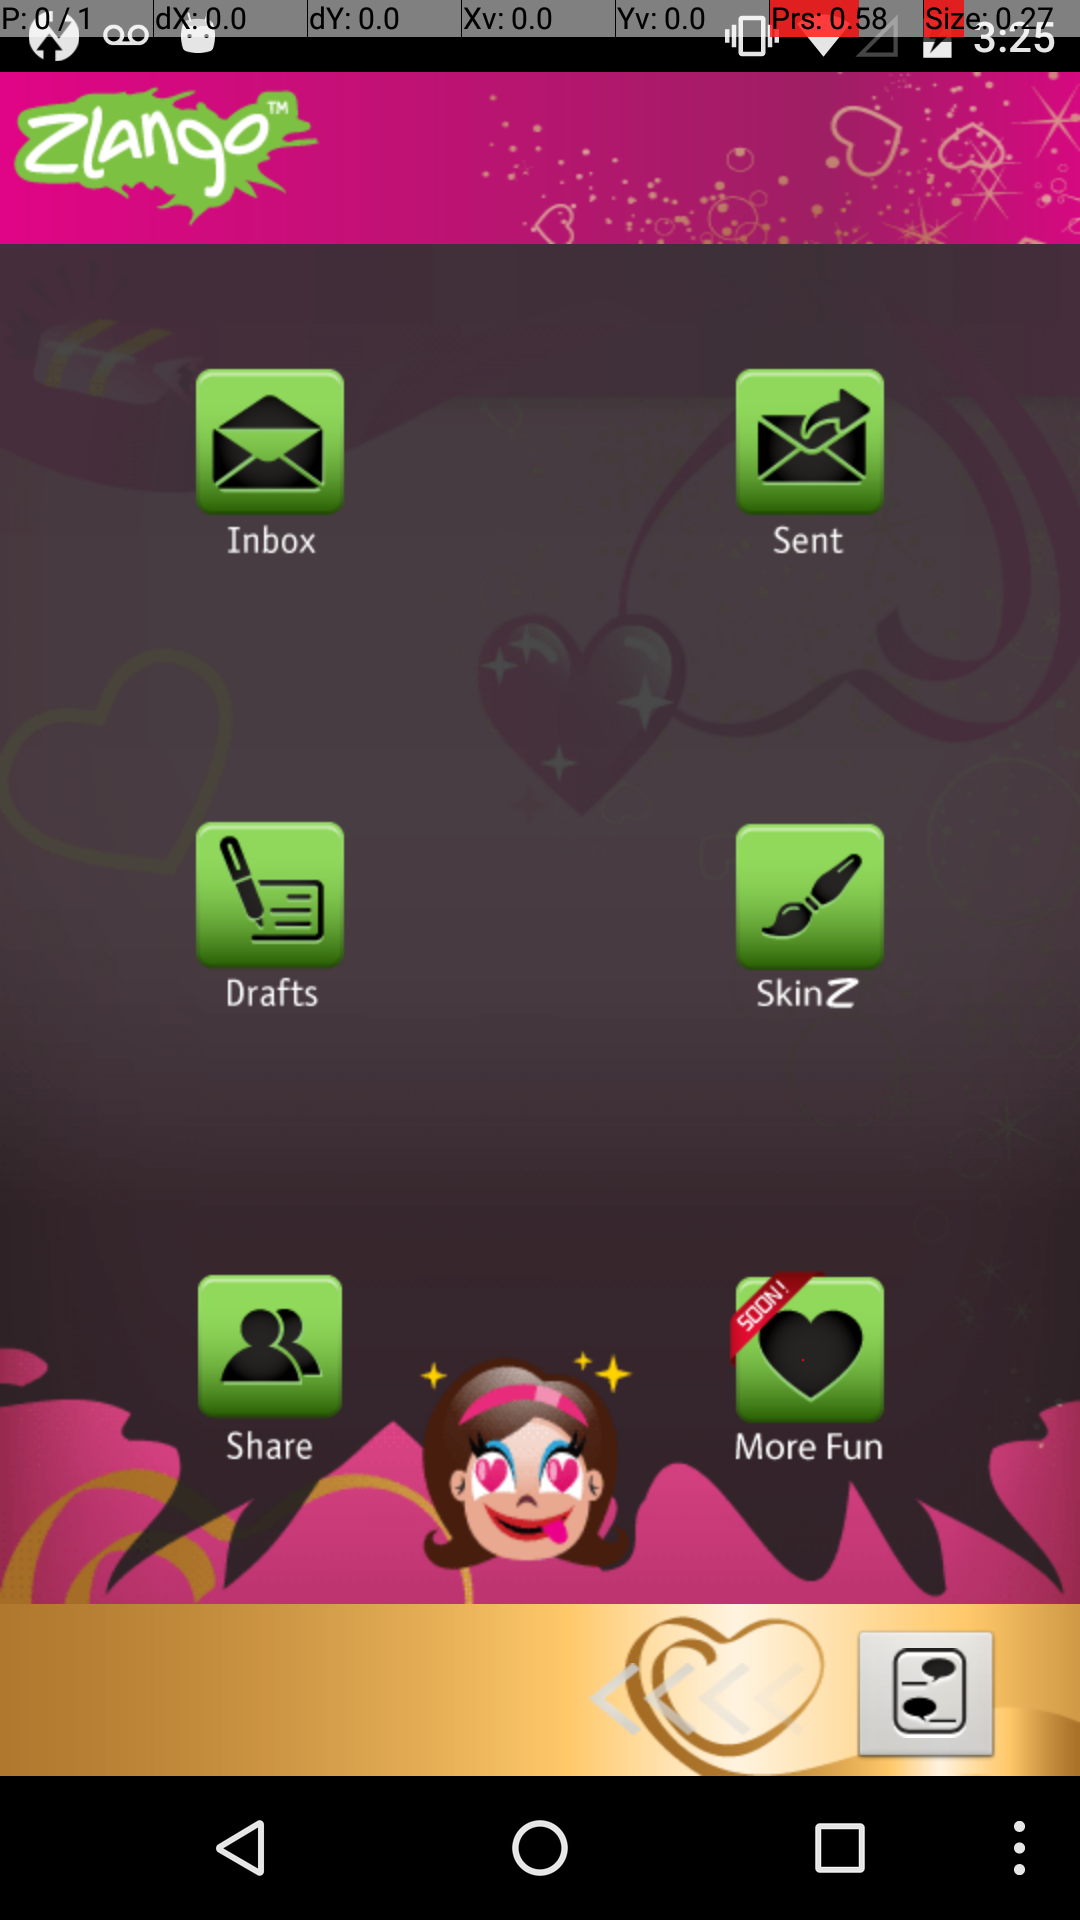 P: 0 / 1 dX: 0.0 dY: 0.0 Xv: 0.0 Yv: 0.0 Prs: 0.58 Size: 0.27
3:25
Zlango™
Inbox Sent
Drafts SkinZ
SOON!
Share More Fun